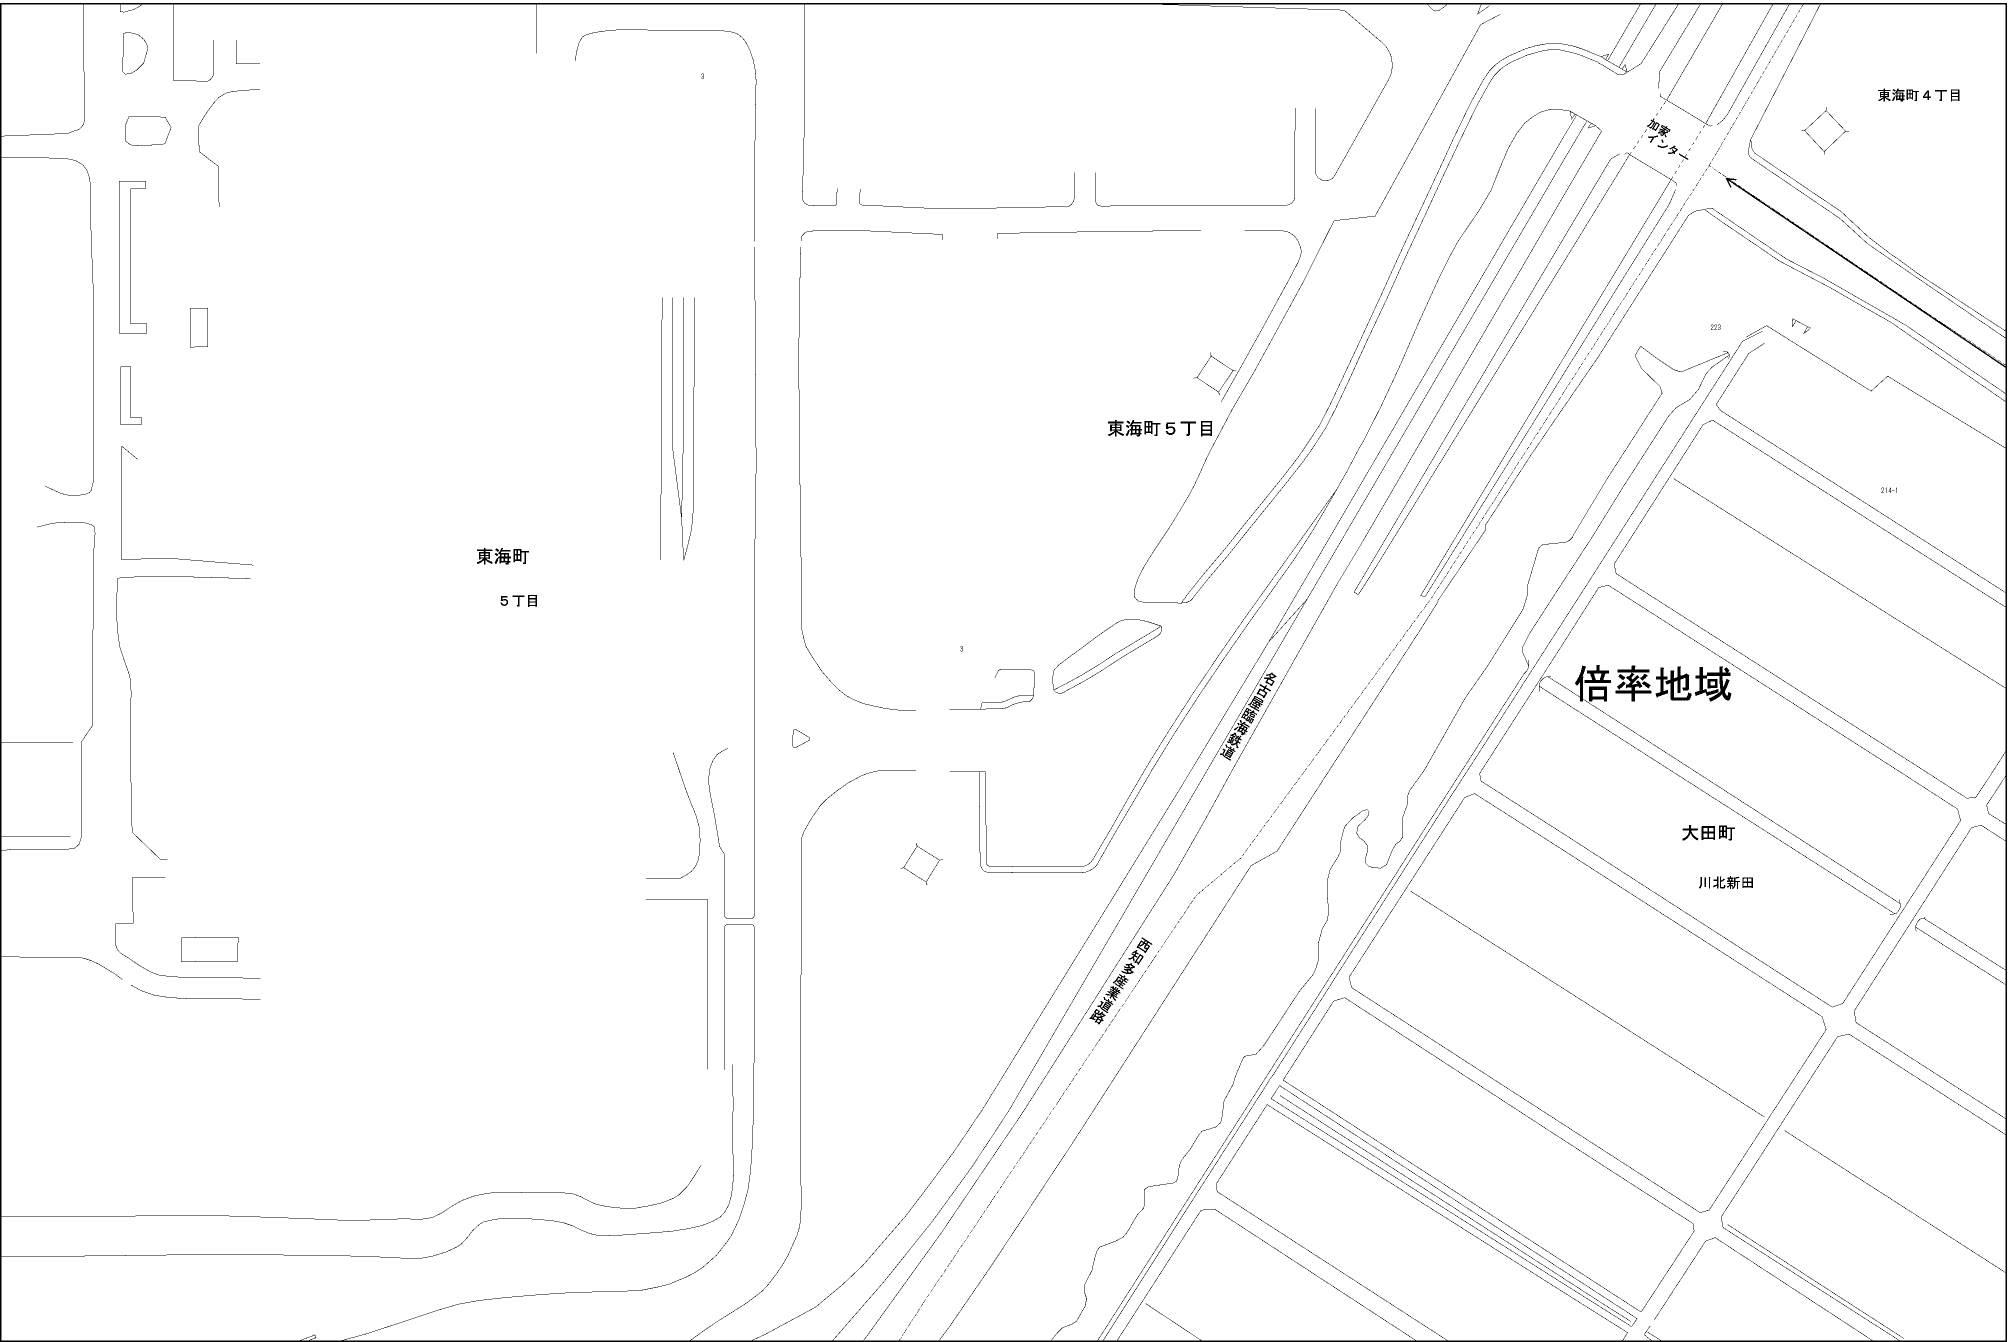 3
東海町４丁目
加家
インター
223
東海町５丁目
214-1
東海町
５丁目
3
倍率地域
名古屋臨海鉄道
大田町
川北新田
西知多産業道路